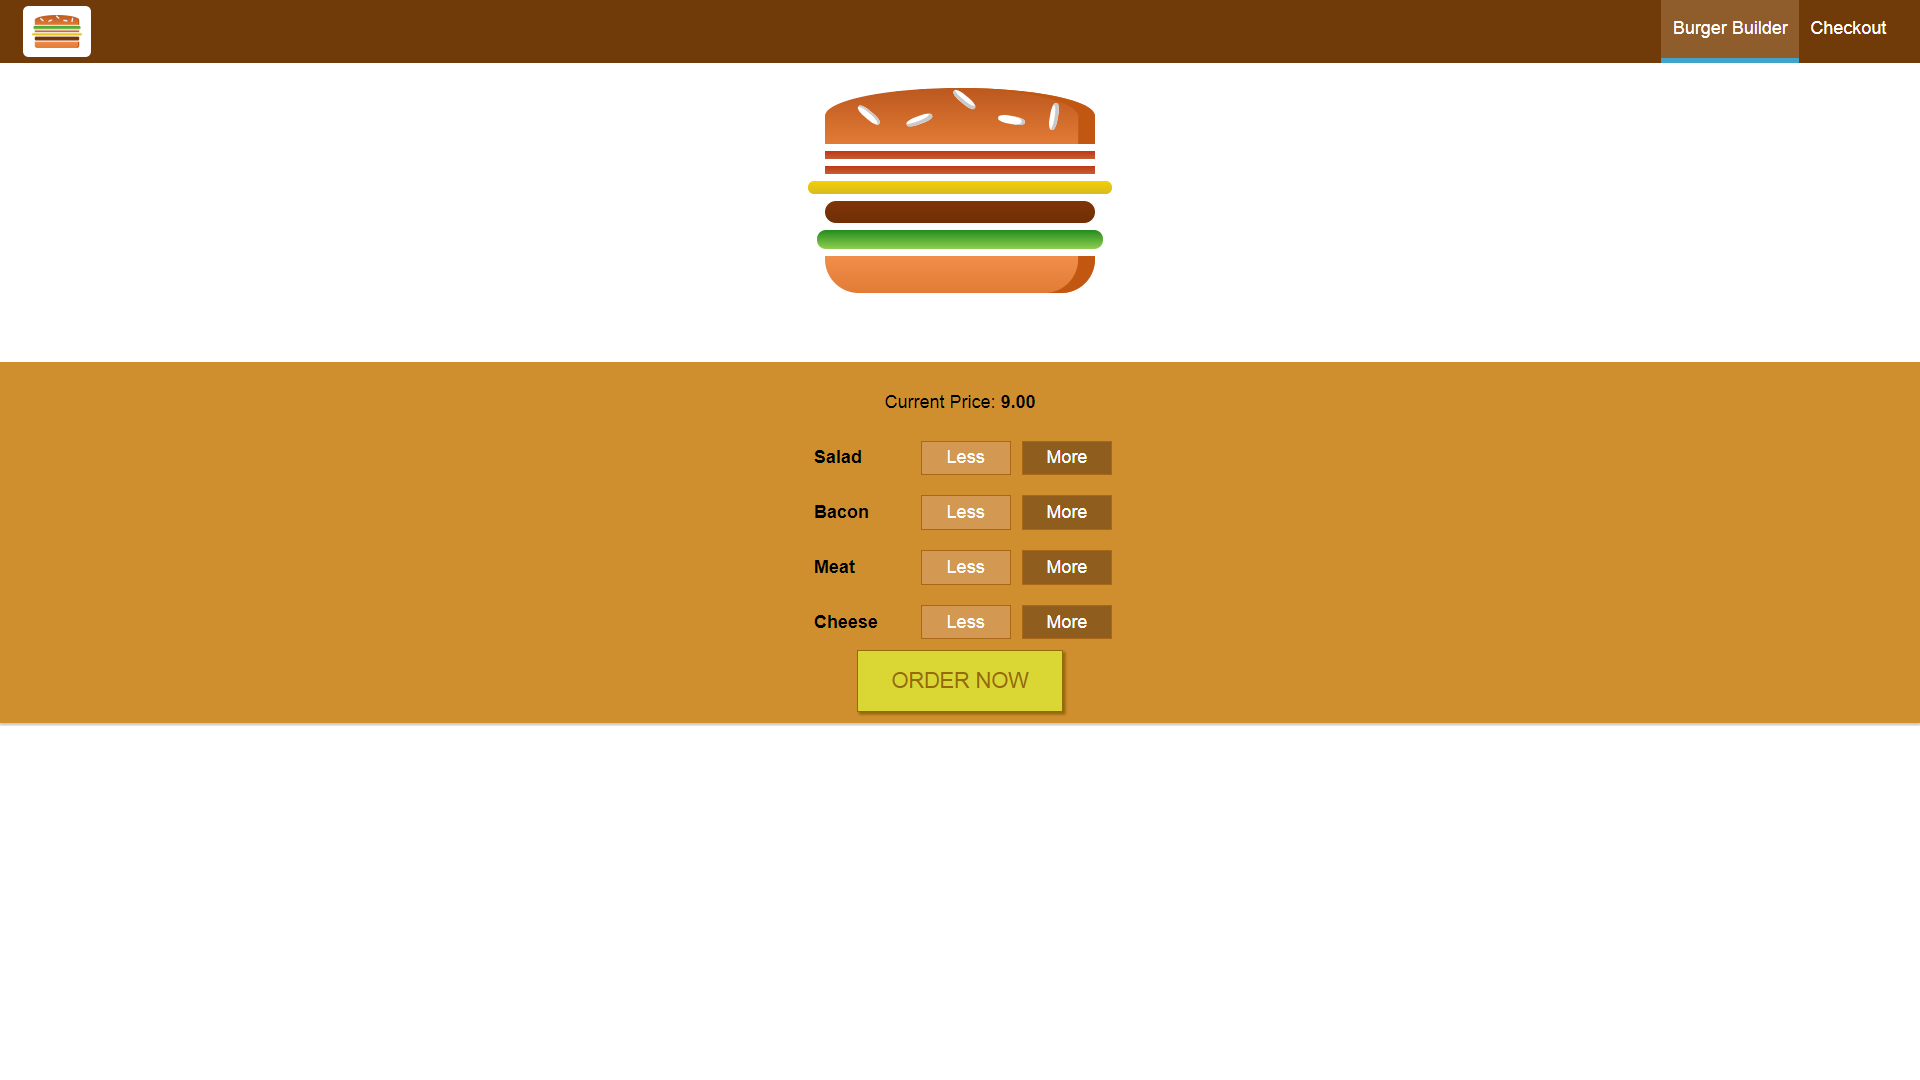 Burger Builder Checkout
Current Price: 9.00
Salad Less More
Bacon Less More
Meat Less More
Cheese Less More
ORDER NOW